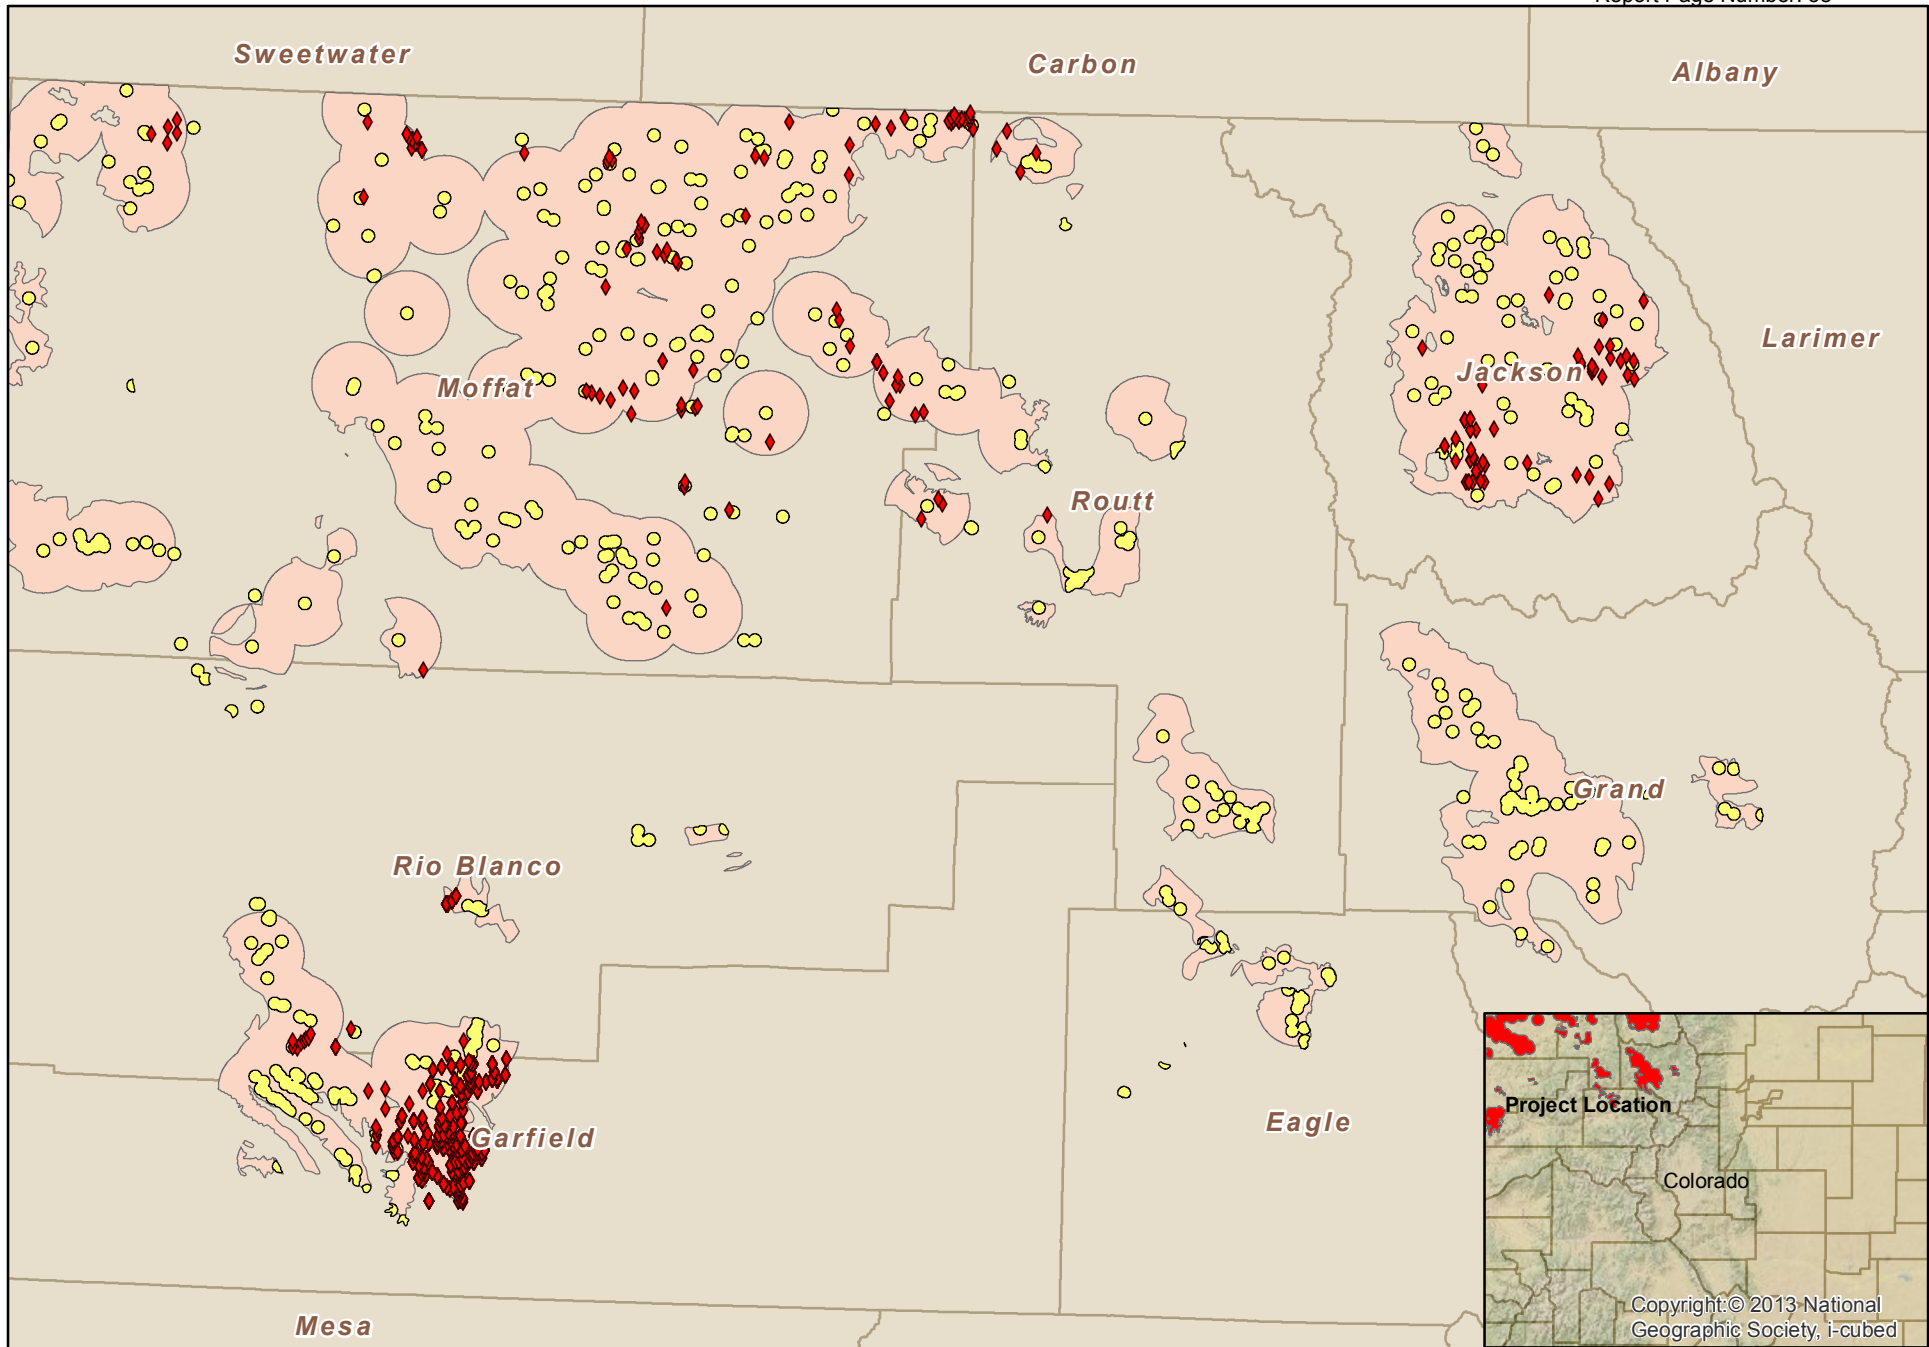 Sweetwater
Carbon
Albany
Larimer
Moffat
Jackson
Routt
Grand
Rio Blanco
Garfield
Eagle
Mesa
Project Location
Colorado
Copyright:© 2013 National
Geographic Society, i-cubed